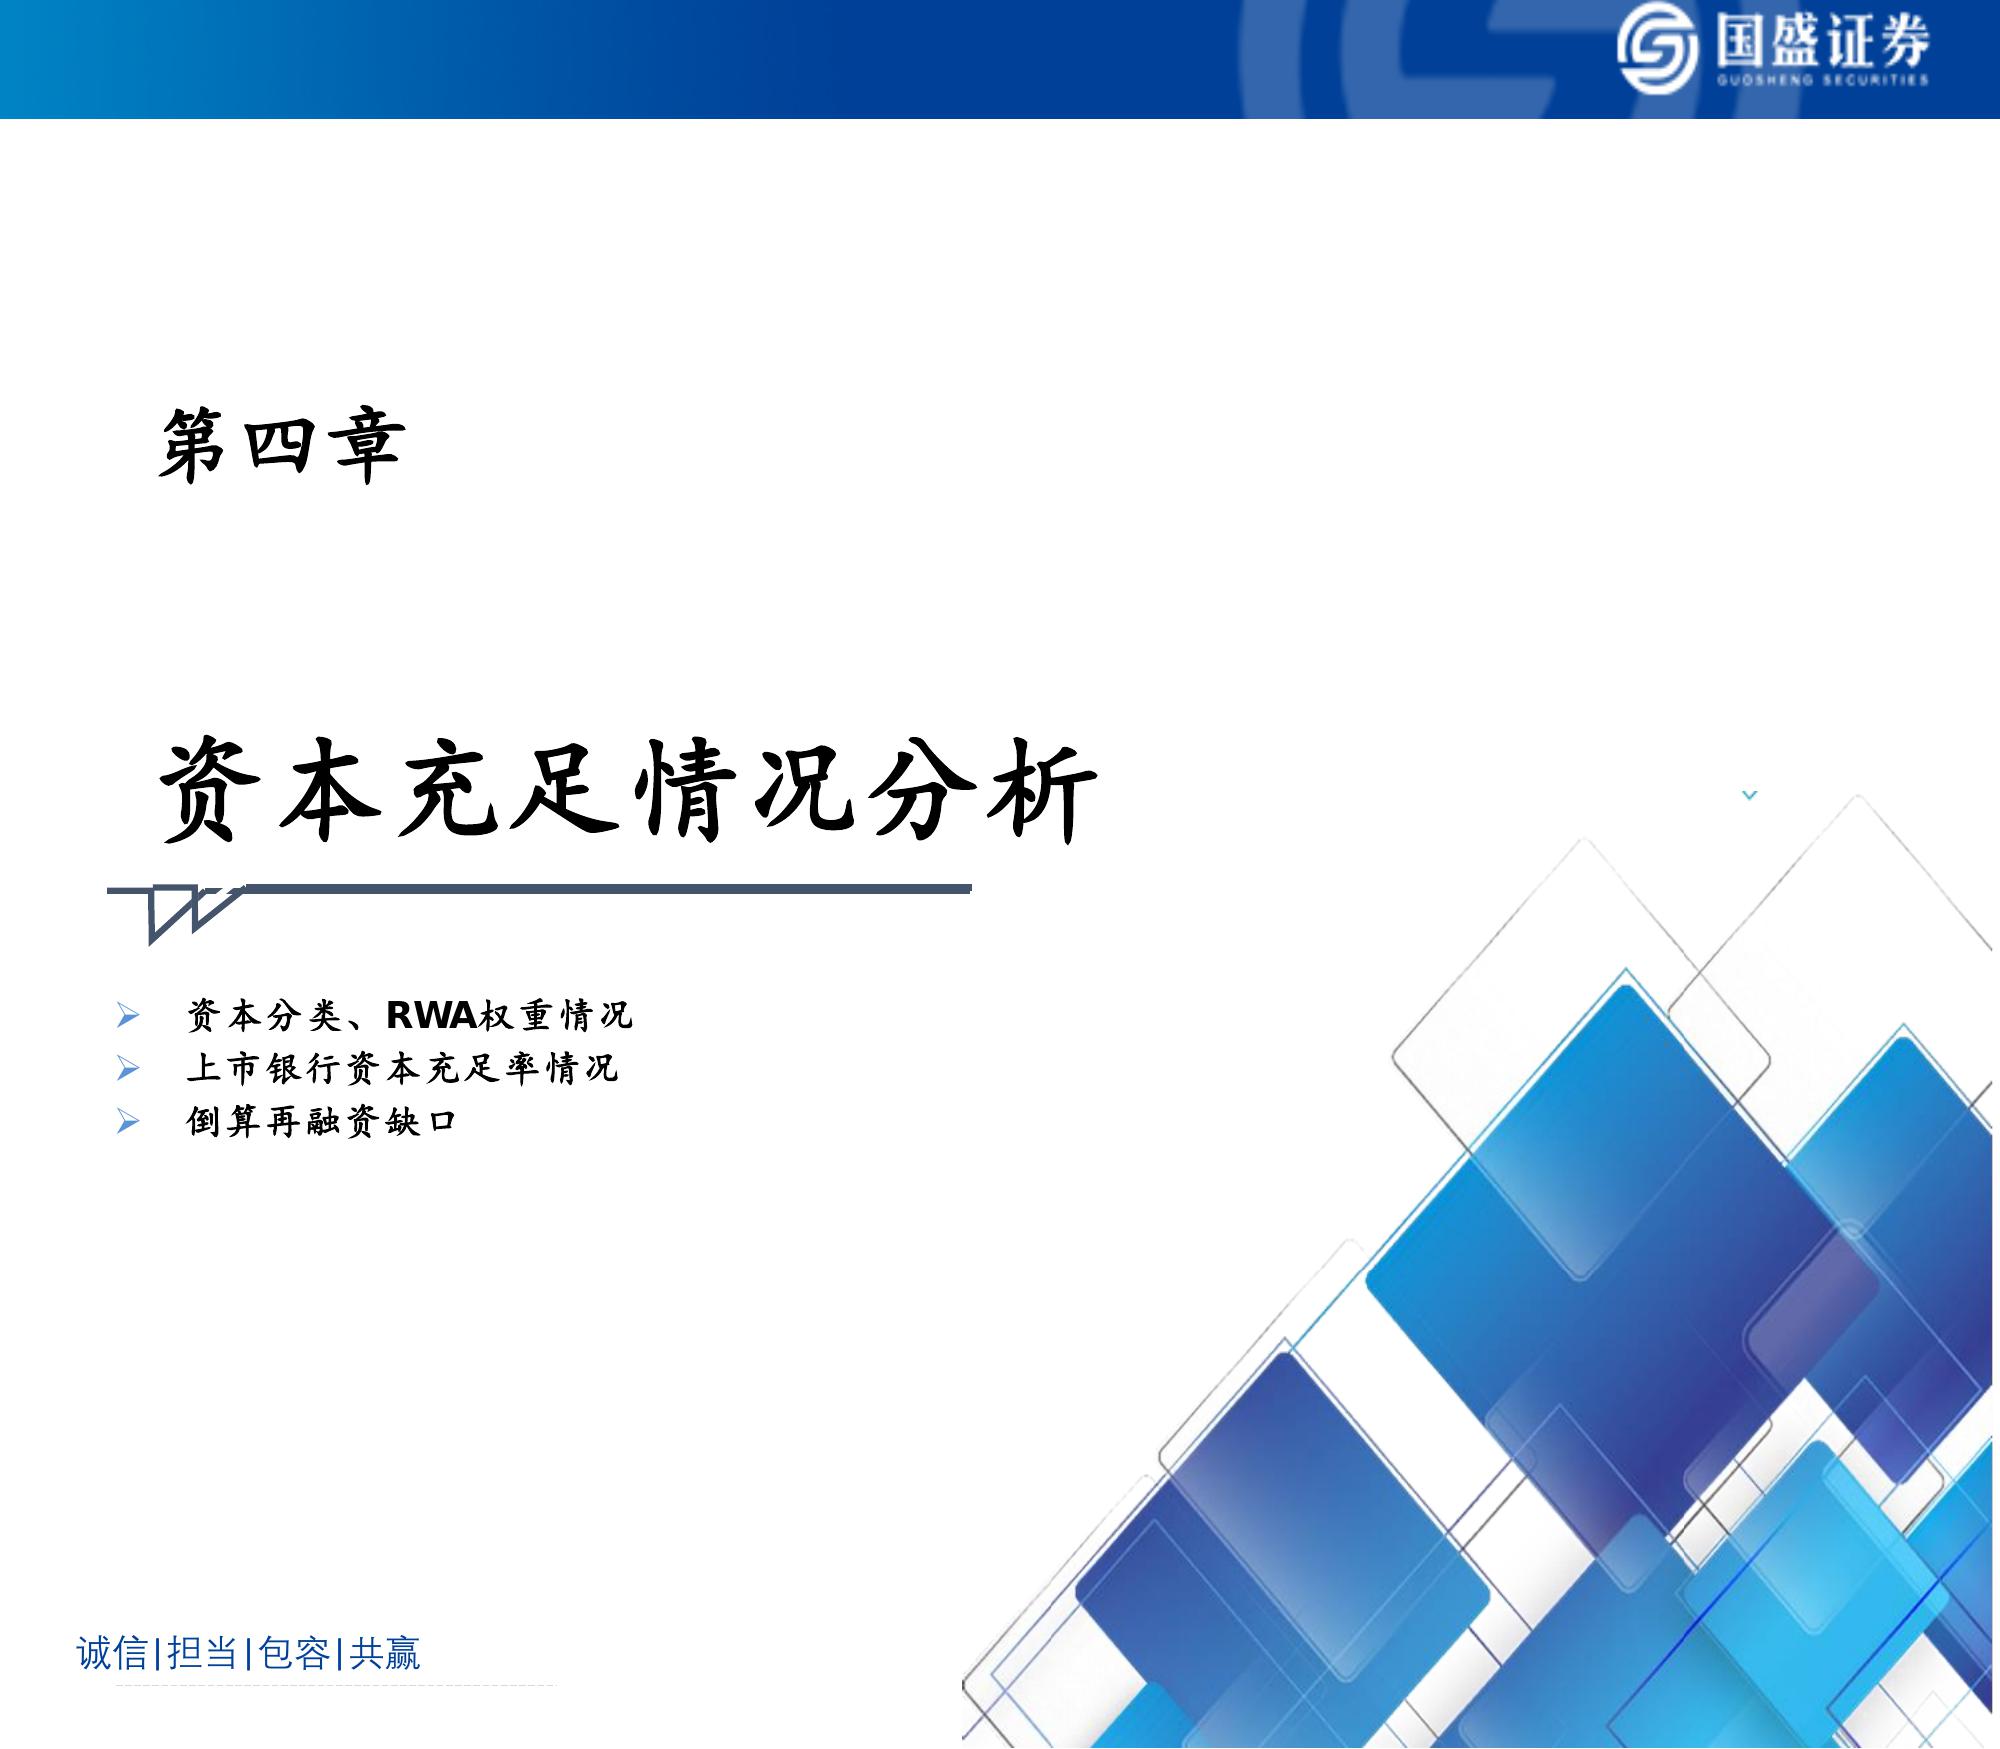 国盛证券
GUOSHENG SECURITIES
第四章
资本充足情况分析
资本分类、RWA权重情况
上市银行资本充足率情况
倒算再融资缺口
诚信|担当|包容|共赢